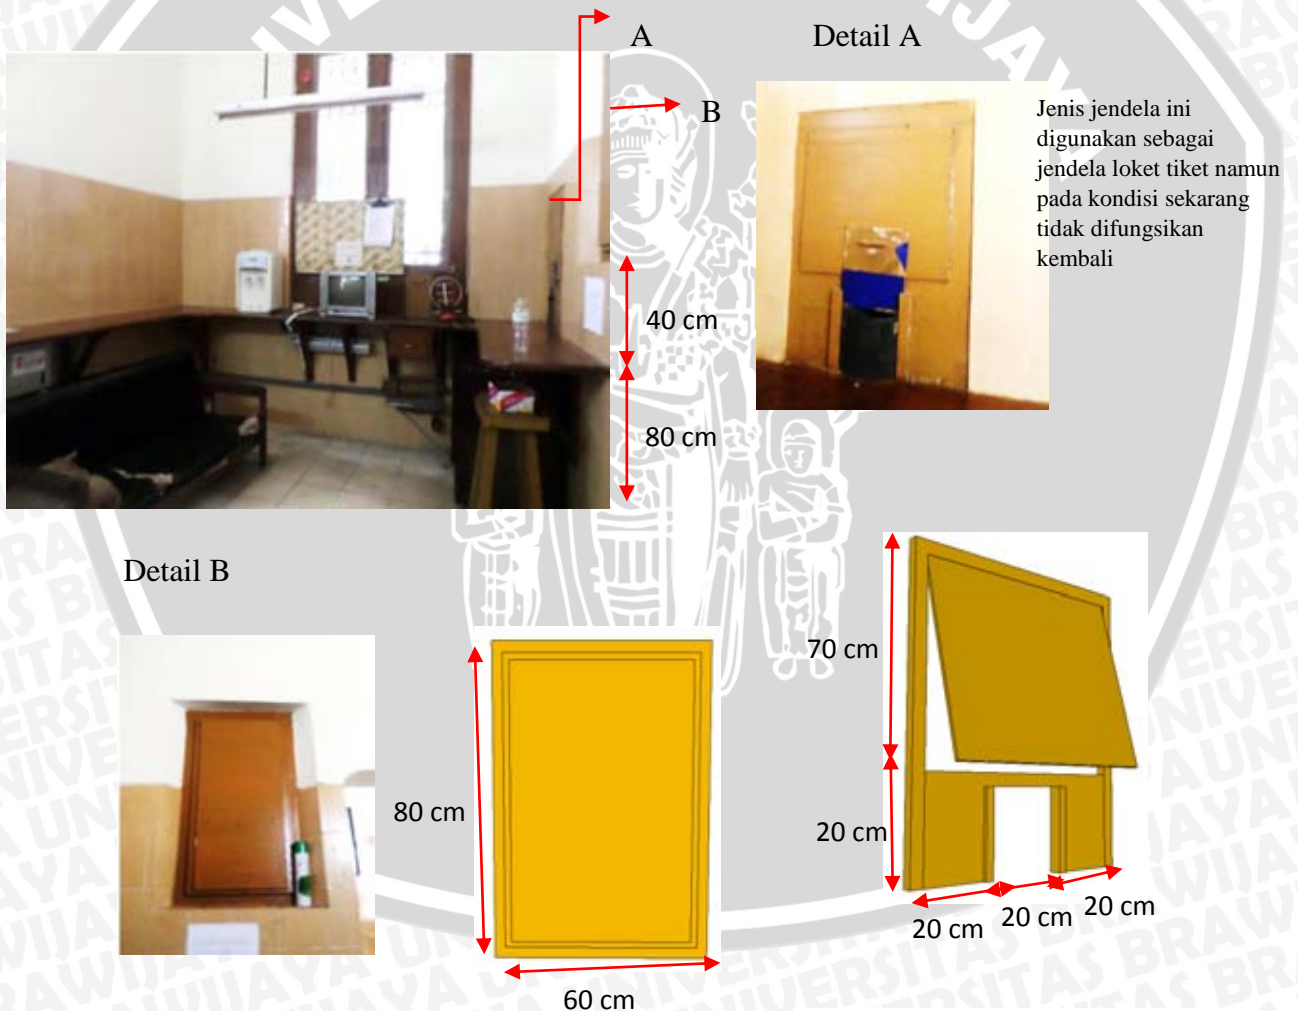 A
Detail A
B
Jenis jendela ini
digunakan sebagai
jendela loket tiket namun
pada kondisi sekarang
tidak difungsikan
kembali
40 cm
80 cm
Detail B
70 cm
80 cm
20 cm
20 cm
20 cm
20 cm
60 cm